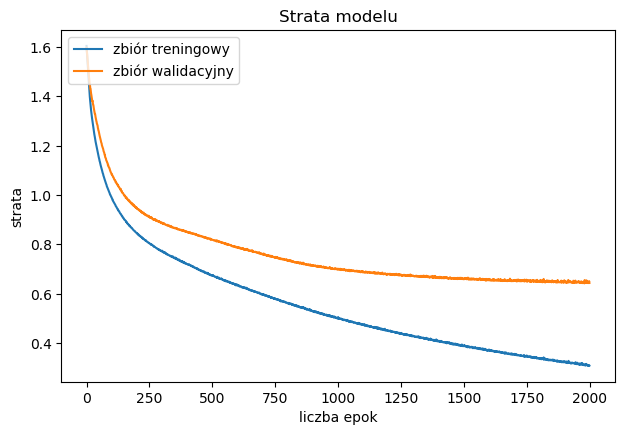 Strata modelu
zbiór treningowy
zbiór walidacyjny
strata
1.6
1.4
1.2
1.0
0.8
0.6
0.4
0 250 500 750 1000 1250 1500 1750 2000
liczba epok